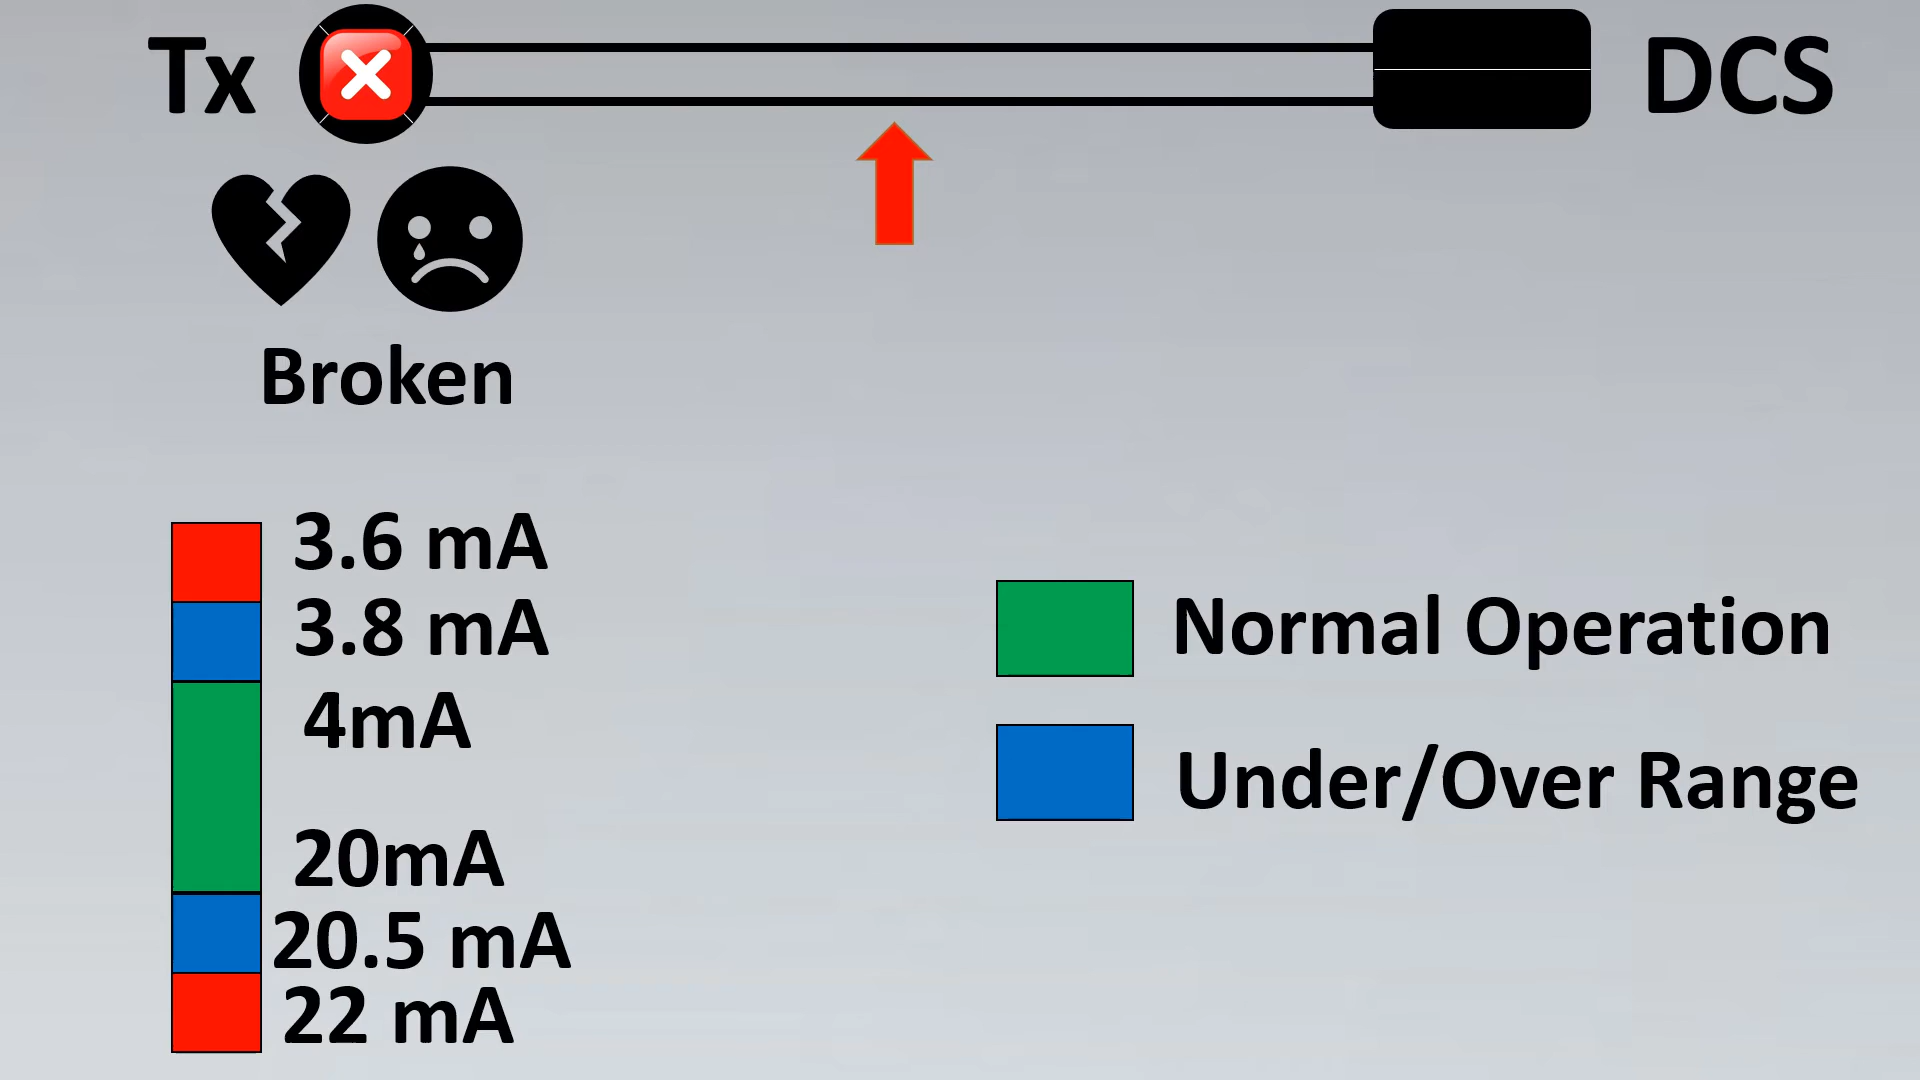 Tx
DCS
Broken
3.6 mA
3.8 mA
4mA
20mA
20.5 mA
22 mA
Normal Operation
Under/Over Range